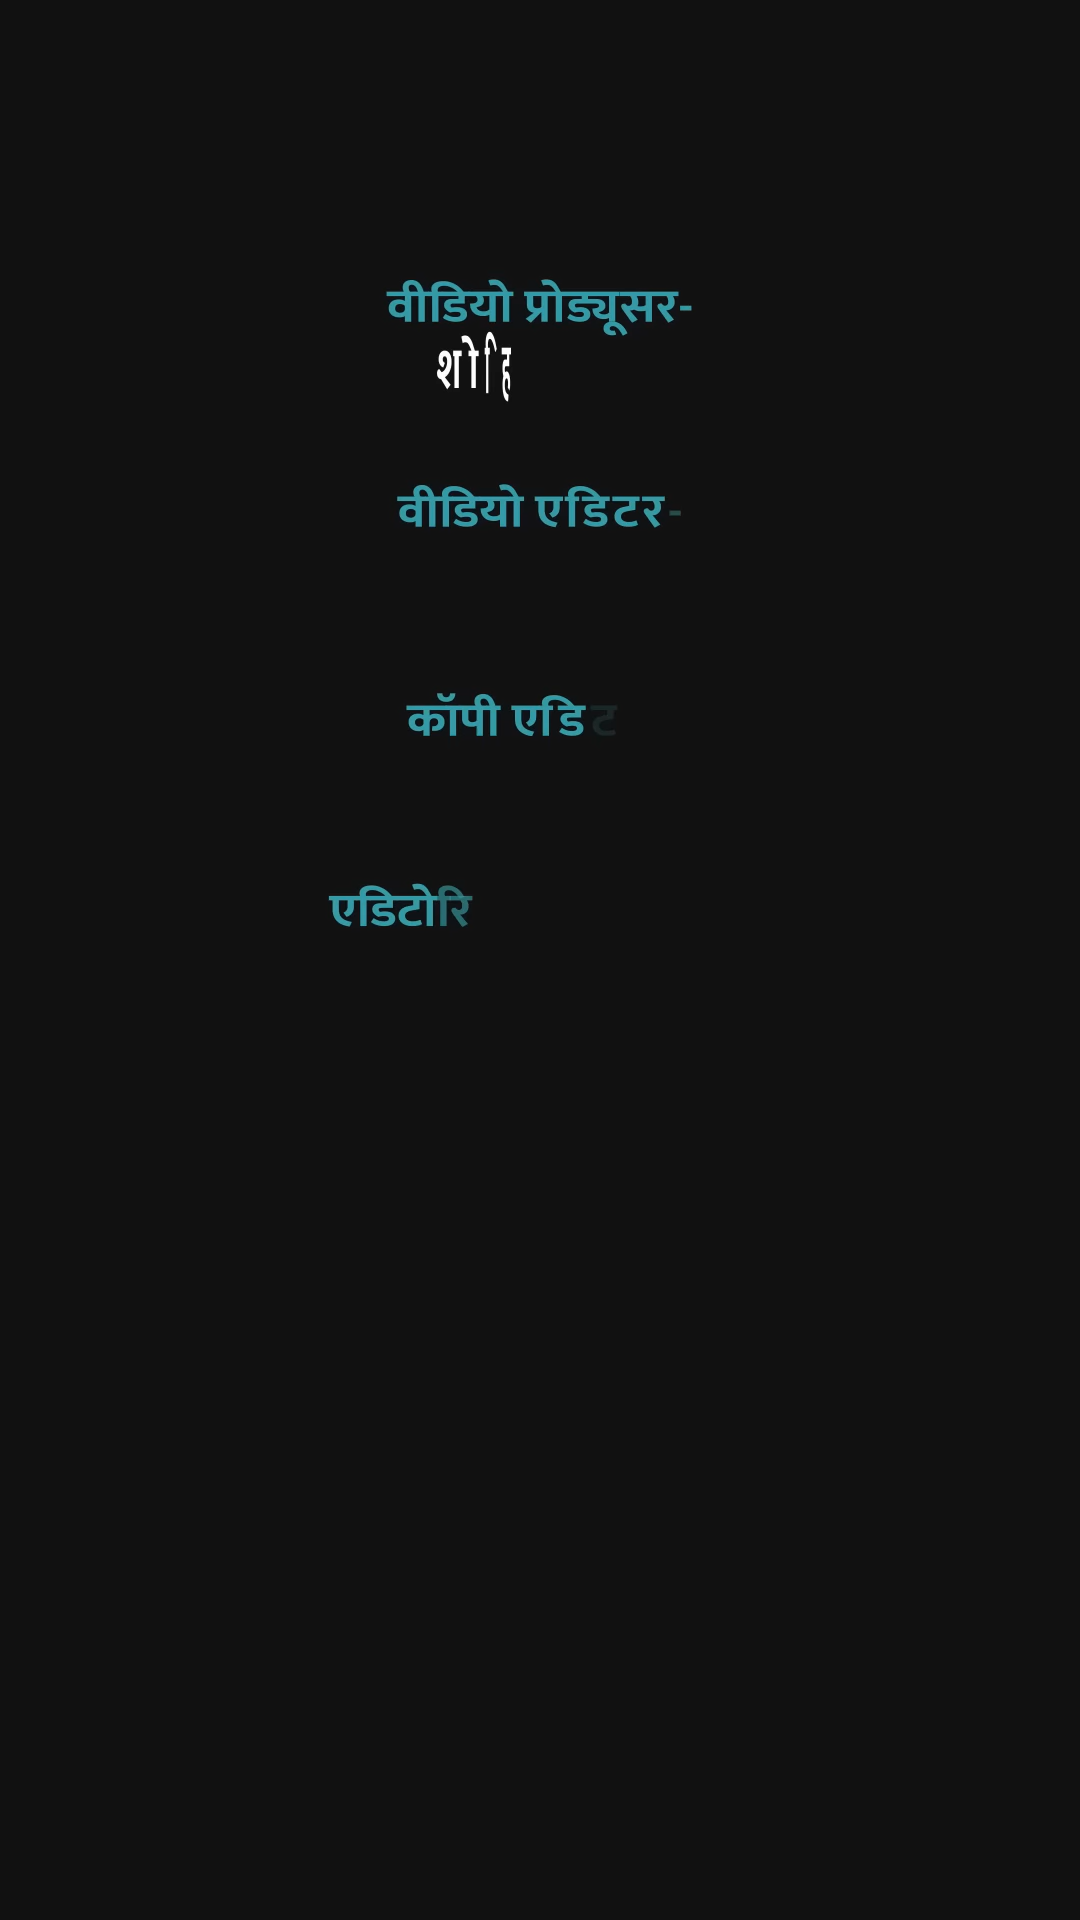 वीडियो प्रोड्यूसर-
शोहि
वीडियो एडिटर-
कॉपी एडिट
एडिटोरि